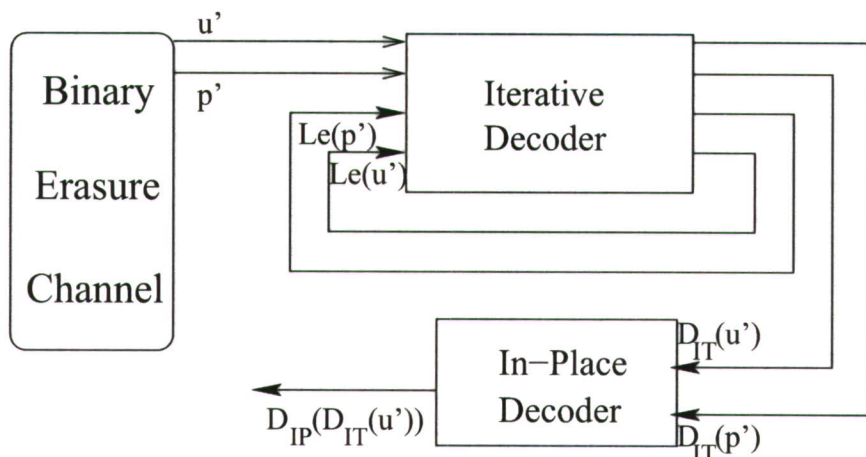 u'
p'
Binary
Erasure
Channel
Iterative
Decoder
Le(p')
Le(u')
In-Place
Decoder
D_IT(u')
D_IT(p')
D_IP(D_IT(u'))